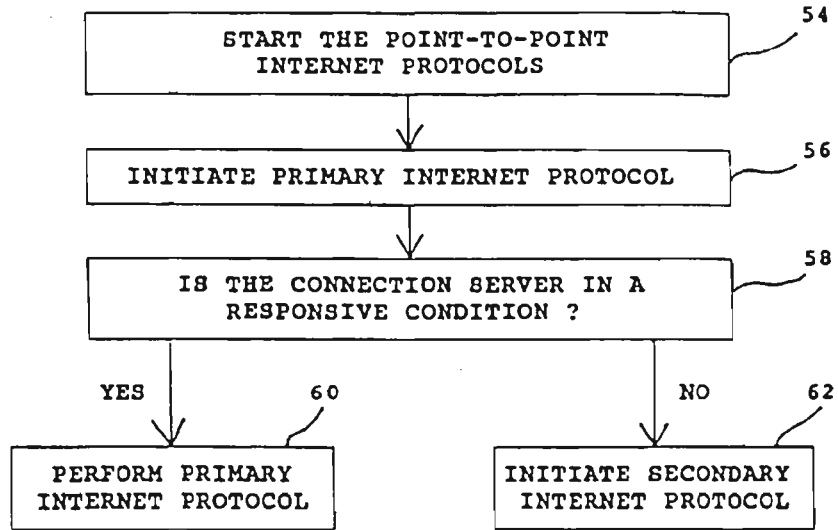 54
START THE POINT-TO-POINT
INTERNET PROTOCOLS
56
INITIATE PRIMARY INTERNET PROTOCOL
58
IS THE CONNECTION SERVER IN A
RESPONSIVE CONDITION ?
YES
60
NO
62
PERFORM PRIMARY
INTERNET PROTOCOL
INITIATE SECONDARY
INTERNET PROTOCOL